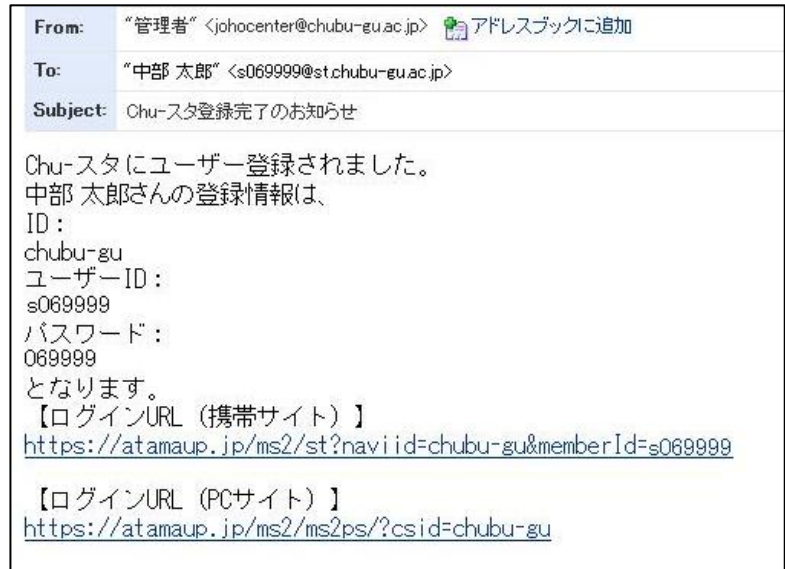 From: "管理者" <johocenter@chubu-gu.ac.jp> アドレスブックに追加
To: "中部 太郎" <s069999@st.chubu-gu.ac.jp>
Subject: Chu-スタ登録完了のお知らせ
Chu-スタにユーザー登録されました。
中部 太郎さんの登録情報は、
ID：
chubu-gu
ユーザーID：
s069999
パスワード：
069999
となります。
【ログインURL（携帯サイト）】
https://atamaup.jp/ms2/st?naviid=chubu-gu&memberId=s069999
【ログインURL（PCサイト）】
https://atamaup.jp/ms2/ms2ps/?csid=chubu-gu